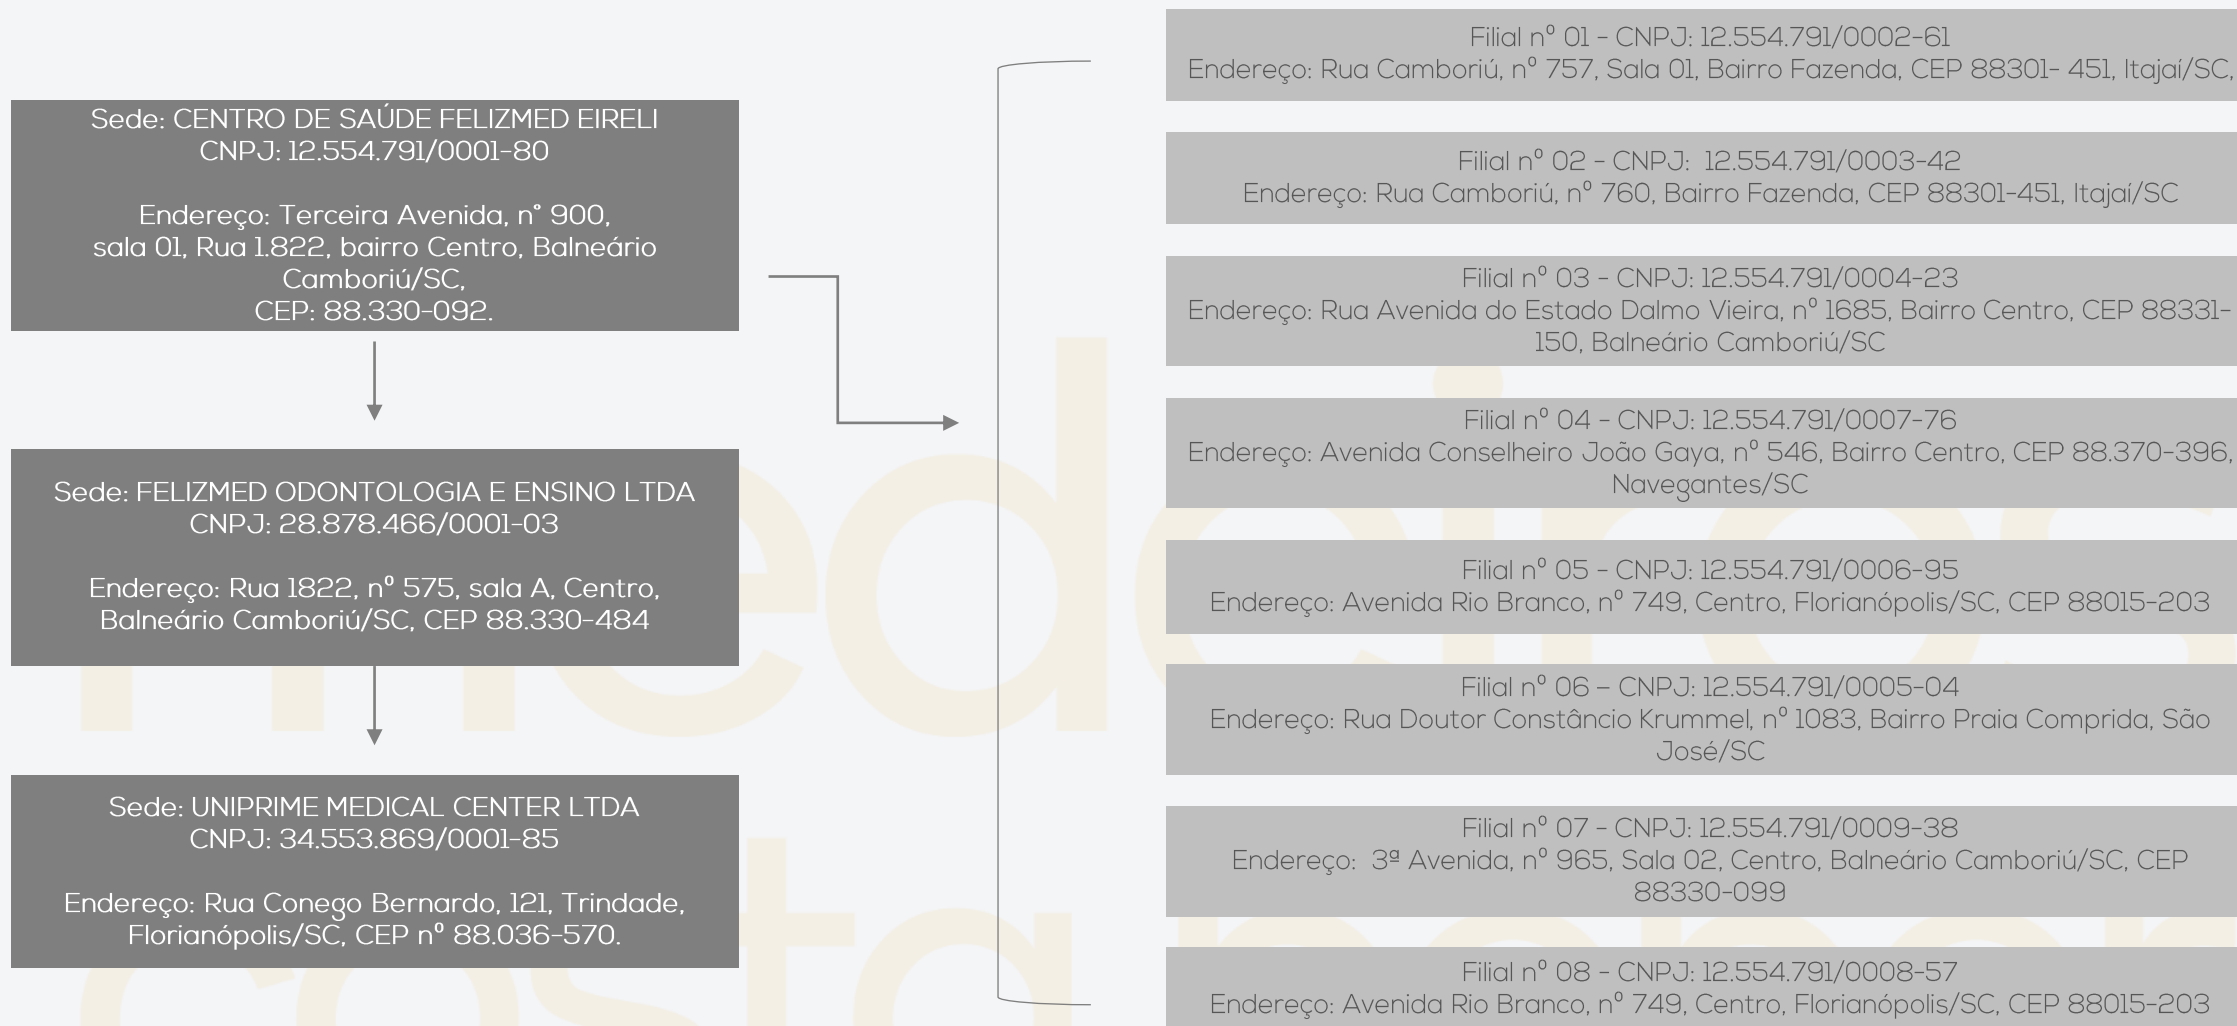 Sede: CENTRO DE SAÚDE FELIZMED EIRELI
CNPJ: 12.554.791/0001-80
Endereço: Terceira Avenida, n° 900,
sala 01, Rua 1.822, bairro Centro, Balneário
Camboriú/SC,
CEP: 88.330-092.
Sede: FELIZMED ODONTOLOGIA E ENSINO LTDA
CNPJ: 28.878.466/0001-03
Endereço: Rua 1822, nº 575, sala A, Centro,
Balneário Camboriú/SC, CEP 88.330-484
Sede: UNIPRIME MEDICAL CENTER LTDA
CNPJ: 34.553.869/0001-85
Endereço: Rua Conego Bernardo, 121, Trindade,
Florianópolis/SC, CEP nº 88.036-570.
Filial nº 01 - CNPJ: 12.554.791/0002-61
Endereço: Rua Camboriú, nº 757, Sala 01, Bairro Fazenda, CEP 88301- 451, Itajaí/SC,
Filial nº 02 - CNPJ: 12.554.791/0003-42
Endereço: Rua Camboriú, nº 760, Bairro Fazenda, CEP 88301-451, Itajaí/SC
Filial nº 03 - CNPJ: 12.554.791/0004-23
Endereço: Rua Avenida do Estado Dalmo Vieira, nº 1685, Bairro Centro, CEP 88331-
150, Balneário Camboriú/SC
Filial nº 04 - CNPJ: 12.554.791/0007-76
Endereço: Avenida Conselheiro João Gaya, nº 546, Bairro Centro, CEP 88.370-396,
Navegantes/SC
Filial nº 05 - CNPJ: 12.554.791/0006-95
Endereço: Avenida Rio Branco, nº 749, Centro, Florianópolis/SC, CEP 88015-203
Filial nº 06 – CNPJ: 12.554.791/0005-04
Endereço: Rua Doutor Constâncio Krummel, nº 1083, Bairro Praia Comprida, São
José/SC
Filial nº 07 - CNPJ: 12.554.791/0009-38
Endereço: 3ª Avenida, nº 965, Sala 02, Centro, Balneário Camboriú/SC, CEP
88330-099
Filial nº 08 - CNPJ: 12.554.791/0008-57
Endereço: Avenida Rio Branco, nº 749, Centro, Florianópolis/SC, CEP 88015-203
medeiros
costa